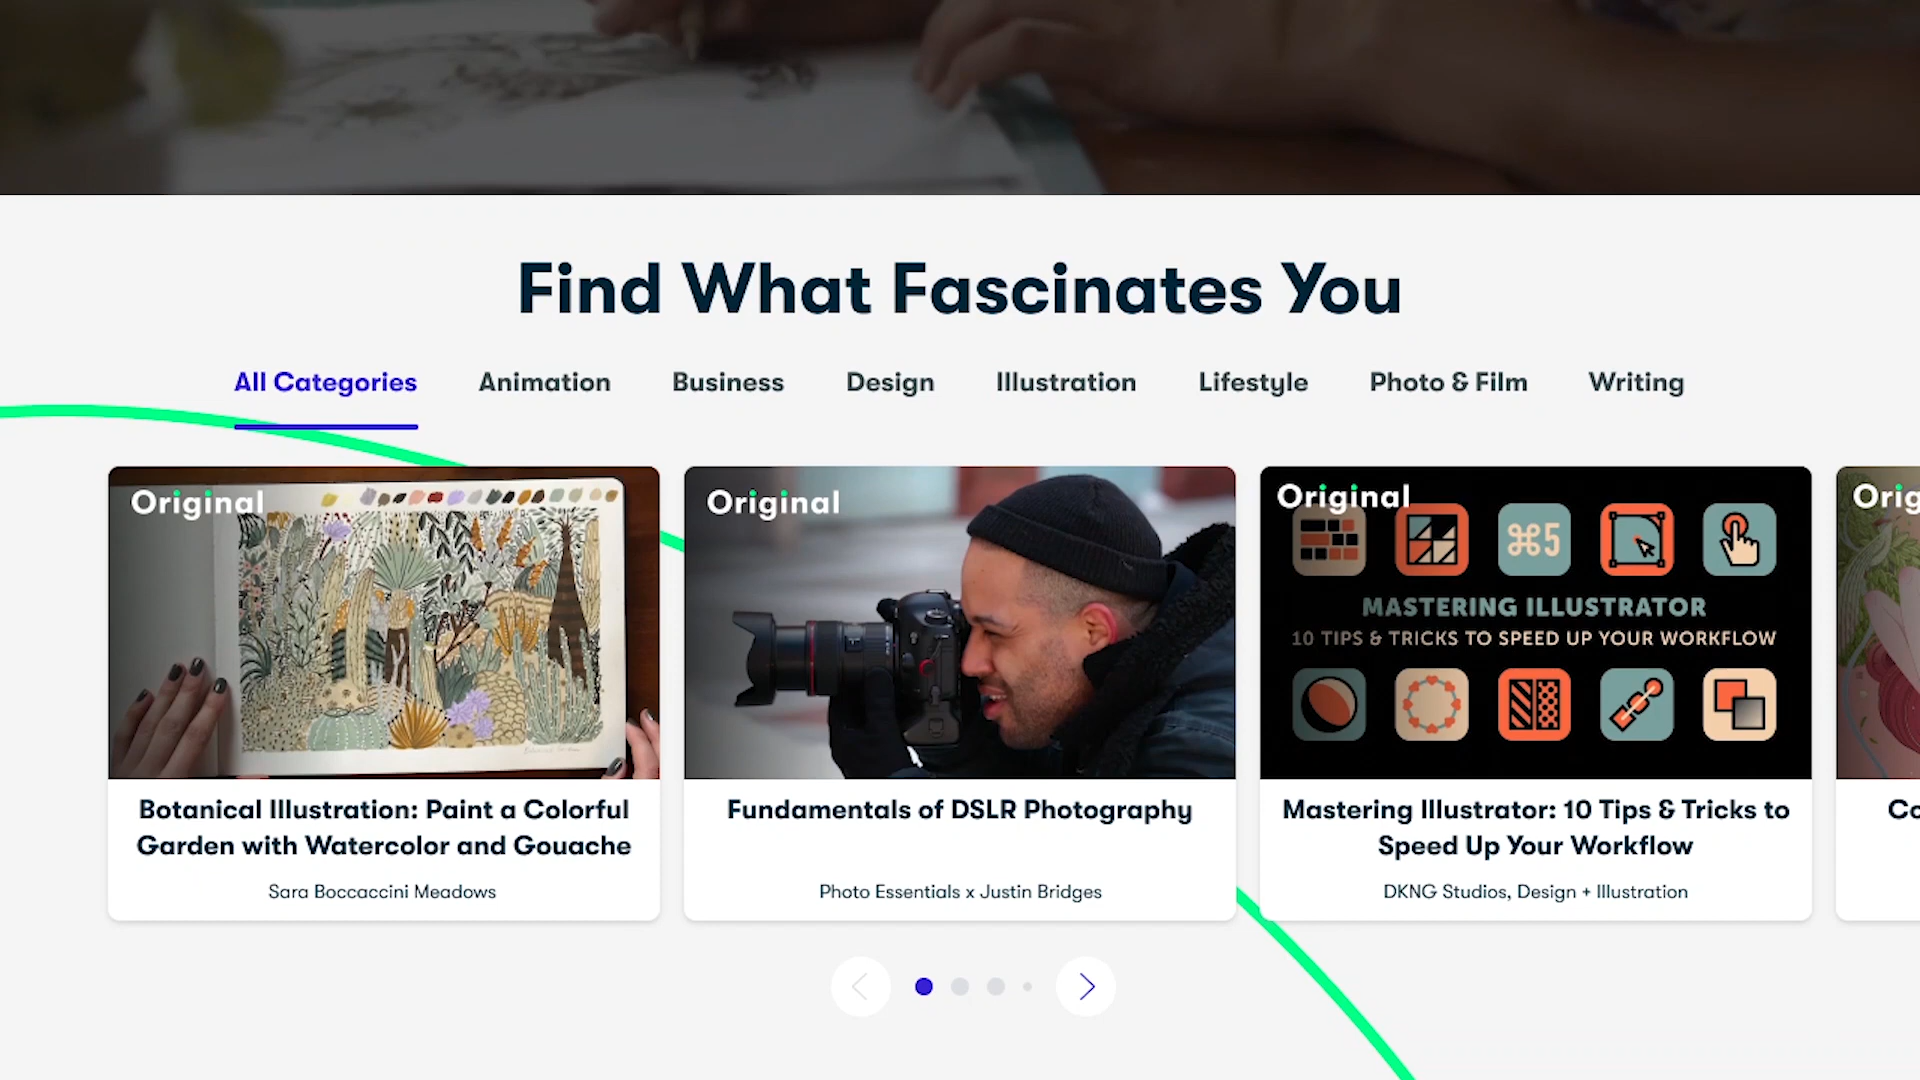 Find What Fascinates You
All Categories Animation Business Design Illustration Lifestyle Photo & Film Writing
Original
Original
Original
⌘5
MASTERING ILLUSTRATOR
10 TIPS & TRICKS TO SPEED UP YOUR WORKFLOW
Orig
Botanical Illustration: Paint a Colorful
Garden with Watercolor and Gouache
Sara Boccaccini Meadows
Fundamentals of DSLR Photography
Photo Essentials x Justin Bridges
Mastering Illustrator: 10 Tips & Tricks to
Speed Up Your Workflow
DKNG Studios, Design + Illustration
Co